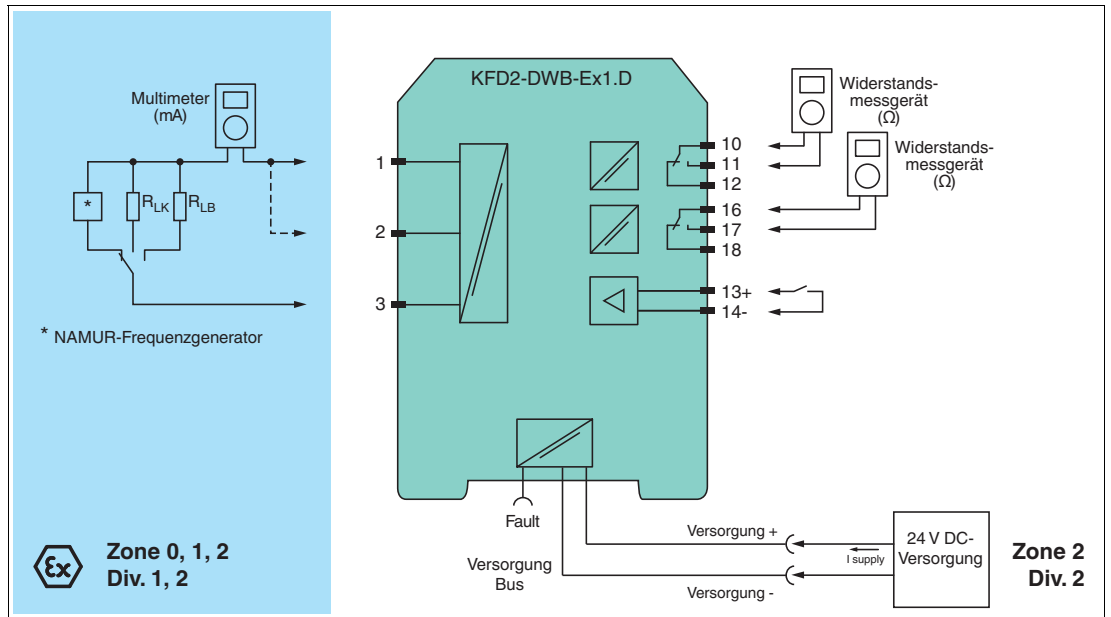 KFD2-DWB-Ex1.D
Multimeter
(mA)
* RLK RLB
* NAMUR-Frequenzgenerator
1
2
3
10
11
12
16
17
18
13+
14-
Widerstands-
messgerät
(Ω)
Widerstands-
messgerät
(Ω)
Fault
Versorgung
Bus
Versorgung +
Versorgung -
I supply
24 V DC-
Versorgung
Zone 2
Div. 2
Ex
Zone 0, 1, 2
Div. 1, 2